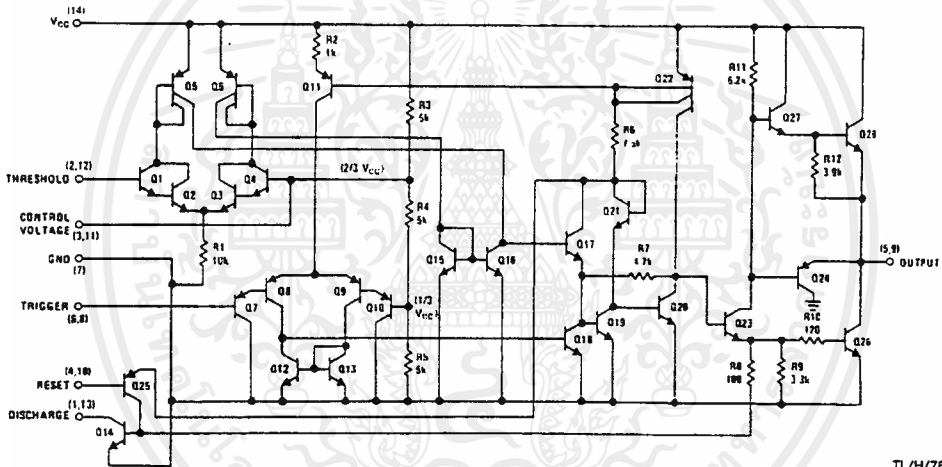 (14)
VCC
R2
1k
Q5
Q6
Q11
R3
5k
Q22
R11
6.2k
Q27
Q28
R6
R12
3.9k
(2,12)
THRESHOLD
Q1
Q2
Q3
Q4
(2/3 VCC)
CONTROL
VOLTAGE
(3,11)
R1
10k
R4
5k
Q21
GND
(7)
Q15
Q16
Q17
R7
4.7k
(5,9)
OUTPUT
Q24
TRIGGER
(6,8)
Q7
Q8
Q9
Q10
(1/3
VCC)
Q18
Q19
Q20
Q23
R10
120
Q26
R5
5k
Q12
Q13
R8
100
R9
3.3k
(4,10)
RESET
Q25
(1,13)
DISCHARGE
Q14